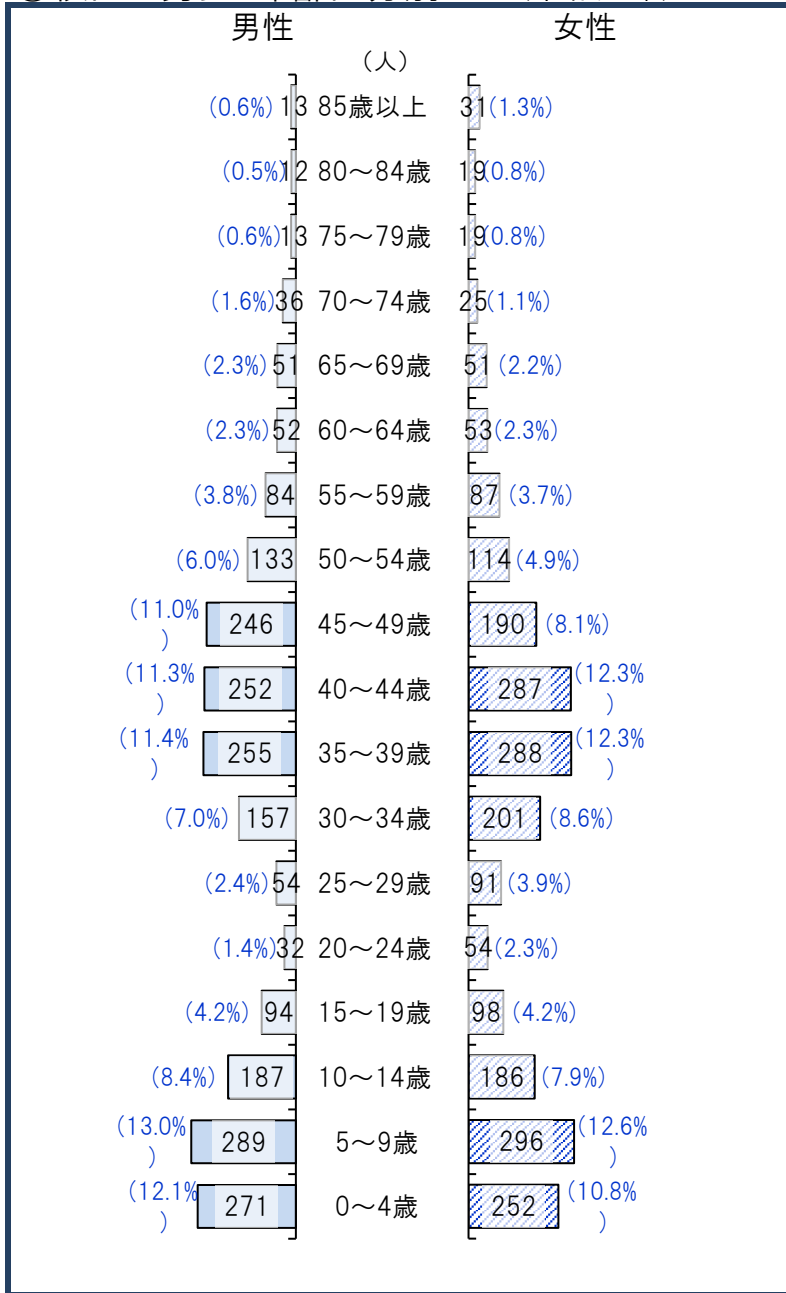 男性 女性
（人）
(0.6%) 13 85歳以上 31 (1.3%)
(0.5%) 12 80～84歳 19 (0.8%)
(0.6%) 13 75～79歳 19 (0.8%)
(1.6%) 36 70～74歳 25 (1.1%)
(2.3%) 51 65～69歳 51 (2.2%)
(2.3%) 52 60～64歳 53 (2.3%)
(3.8%) 84 55～59歳 87 (3.7%)
(6.0%) 133 50～54歳 114 (4.9%)
(11.0%) 246 45～49歳 190 (8.1%)
(11.3%) 252 40～44歳 287 (12.3%)
(11.4%) 255 35～39歳 288 (12.3%)
(7.0%) 157 30～34歳 201 (8.6%)
(2.4%) 54 25～29歳 91 (3.9%)
(1.4%) 32 20～24歳 54 (2.3%)
(4.2%) 94 15～19歳 98 (4.2%)
(8.4%) 187 10～14歳 186 (7.9%)
(13.0%) 289 5～9歳 296 (12.6%)
(12.1%) 271 0～4歳 252 (10.8%)